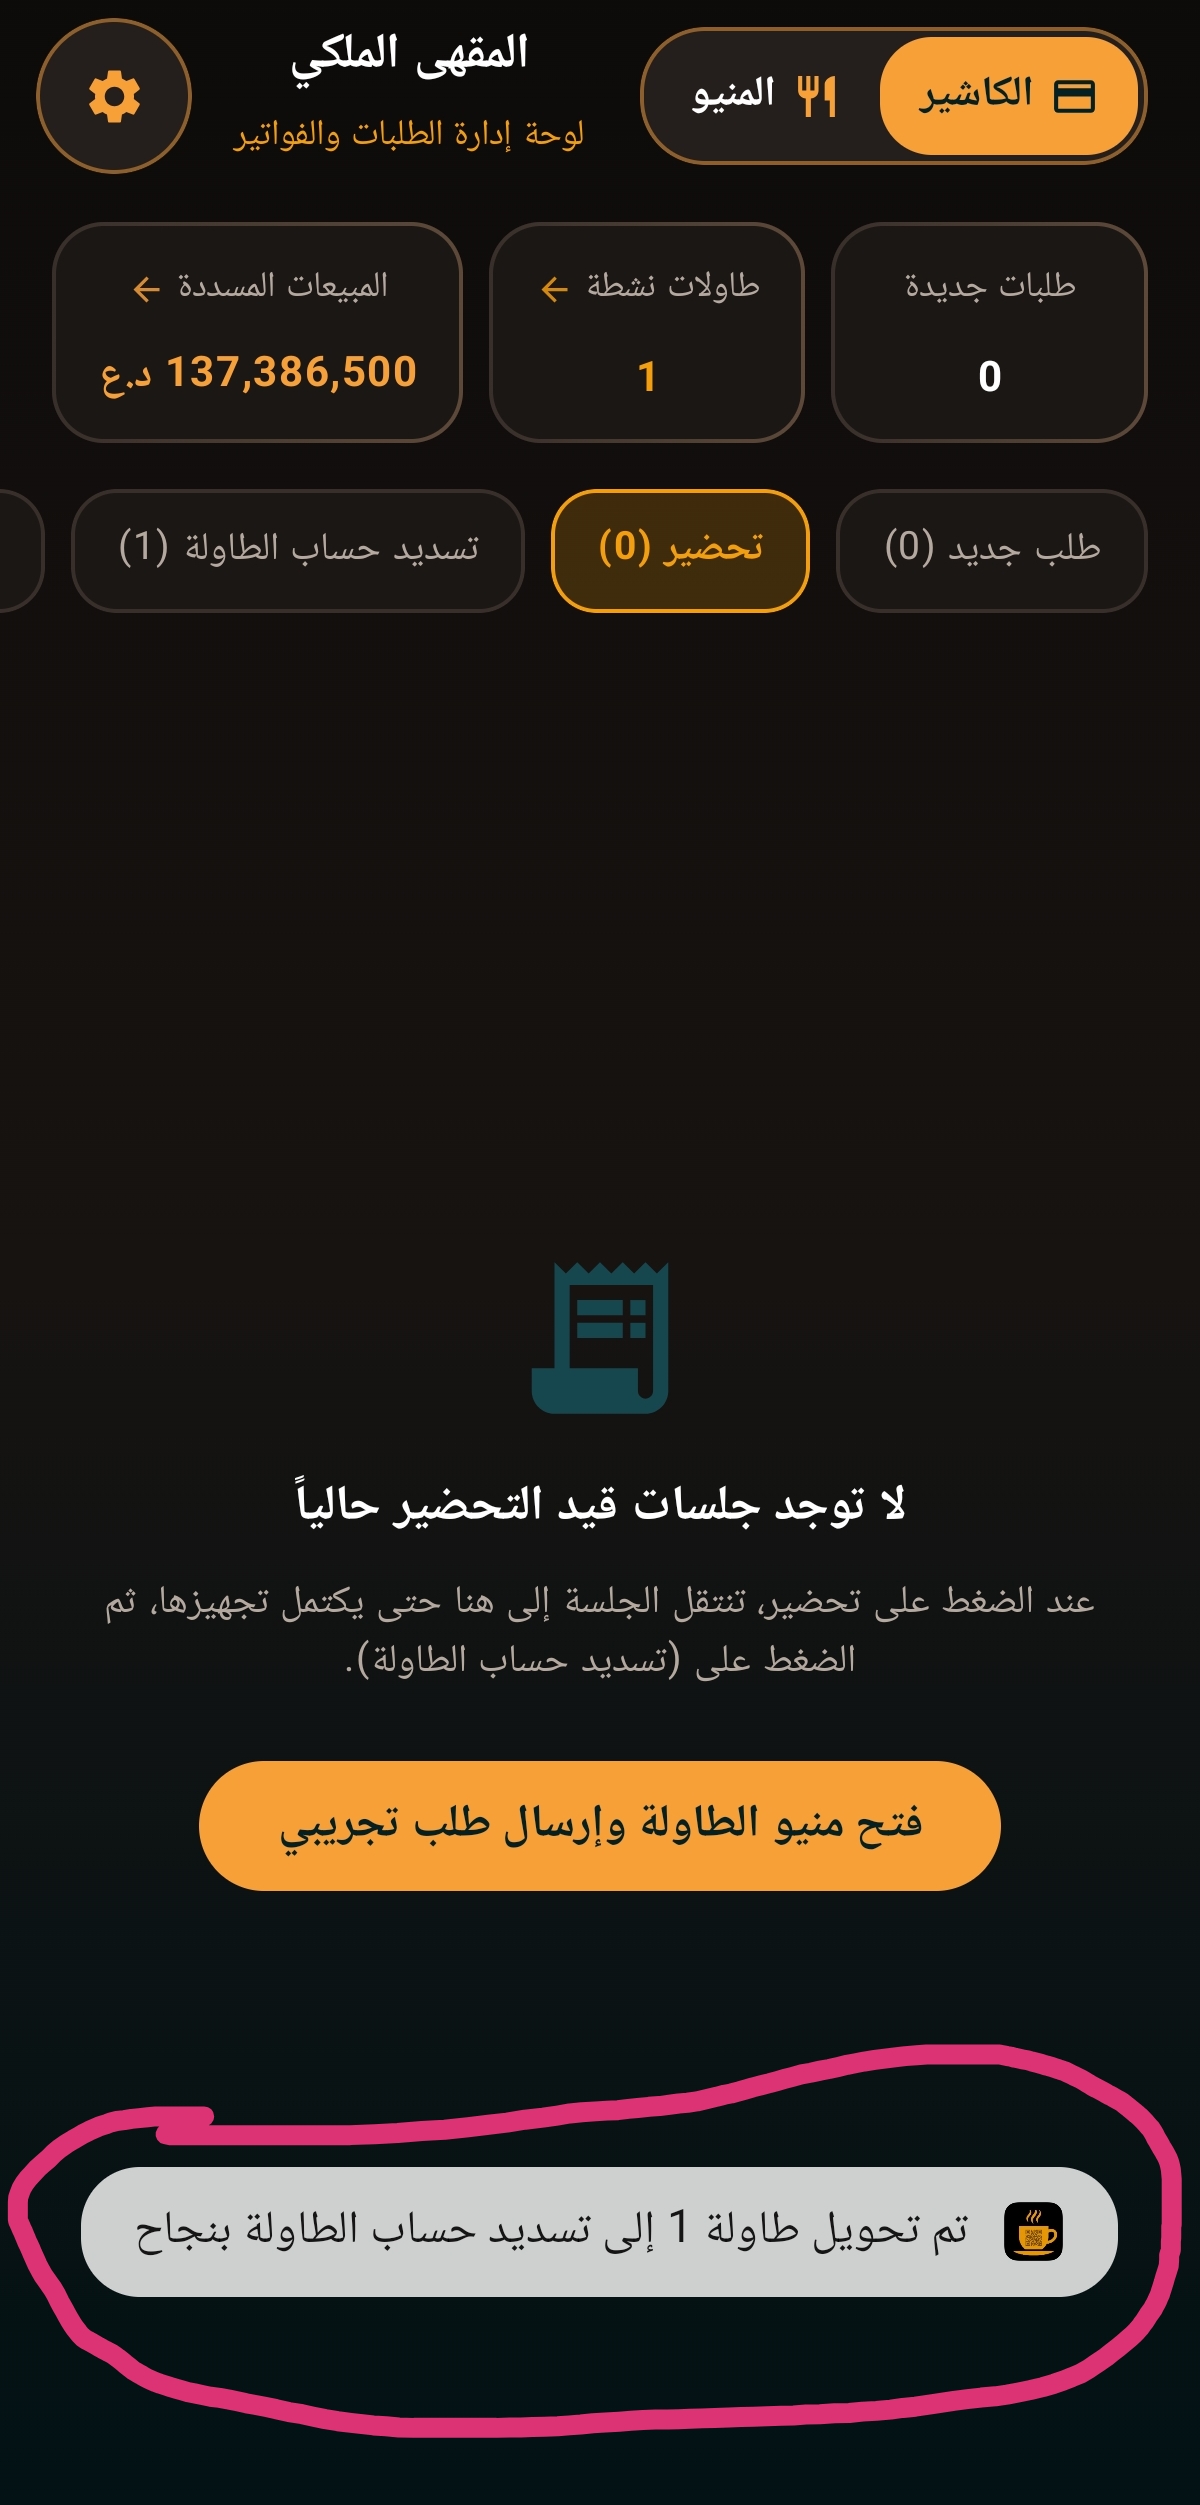 الكاشير
المنيو
المقهى الملكي
لوحة إدارة الطلبات والفواتير
طلبات جديدة
0
طاولات نشطة ←
1
المبيعات المسددة ←
137,386,500 د.ع
طلب جديد (0)
تحضير (0)
تسديد حساب الطاولة (1)
لا توجد جلسات قيد التحضير حالياً
عند الضغط على تحضير، تنتقل الجلسة إلى هنا حتى يكتمل تجهيزها، ثم
الضغط على (تسديد حساب الطاولة).
فتح منيو الطاولة وإرسال طلب تجريبي
تم تحويل طاولة 1 إلى تسديد حساب الطاولة بنجاح